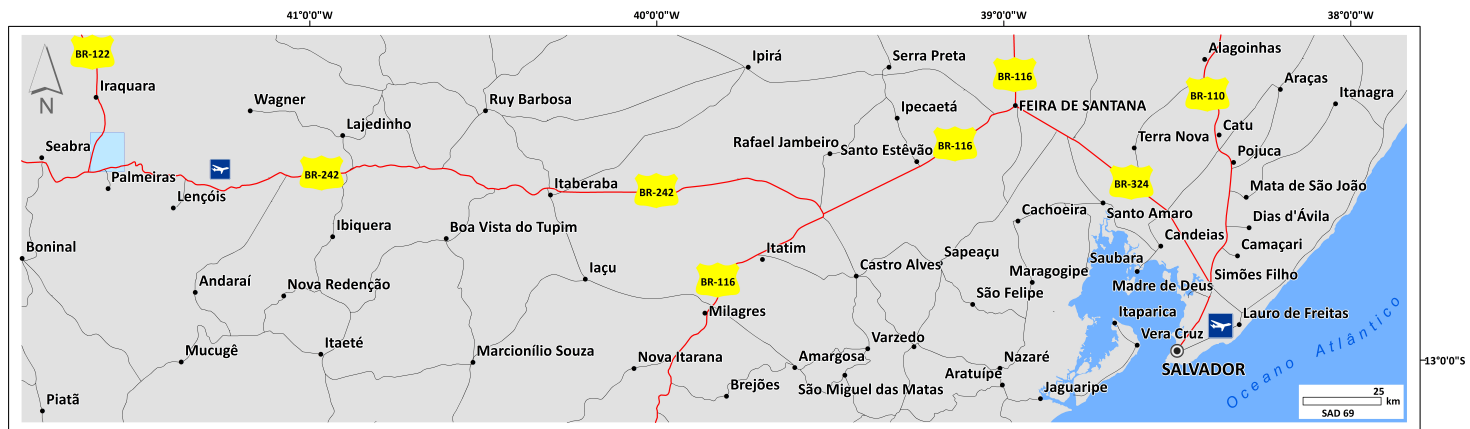 41°0'0"W
40°0'0"W
39°0'0"W
38°0'0"W
BR-122
Ipirá
Serra Preta
Alagoinhas
BR-116
Iraquara
Araças
N
Wagner
Ruy Barbosa
Ipecaetá
FEIRA DE SANTANA
BR-110
Itanagra
Lajedinho
Rafael Jambeiro
Santo Estêvão
BR-116
Terra Nova
Catu
Seabra
Pojuca
Palmeiras
BR-242
Itaberaba
BR-242
BR-324
Mata de São João
Lençóis
Cachoeira
Santo Amaro
Dias d'Ávila
Ibiquera
Boa Vista do Tupim
Candeias
Boninal
Itatim
Sapeaçu
Saubara
Camaçari
Iaçu
Castro Alves
Maragogipe
Simões Filho
Andaraí
Nova Redenção
BR-116
São Felipe
Madre de Deus
Milagres
Itaparica
Lauro de Freitas
Mucugê
Itaeté
Marcionílio Souza
Nova Itarana
Amargosa
Varzedo
Nazaré
Vera Cruz
Oceano Atlântico
13°0'0"S
SALVADOR
Brejões
São Miguel das Matas
Aratuípe
Jaguaripe
Piatã
25
km
SAD 69